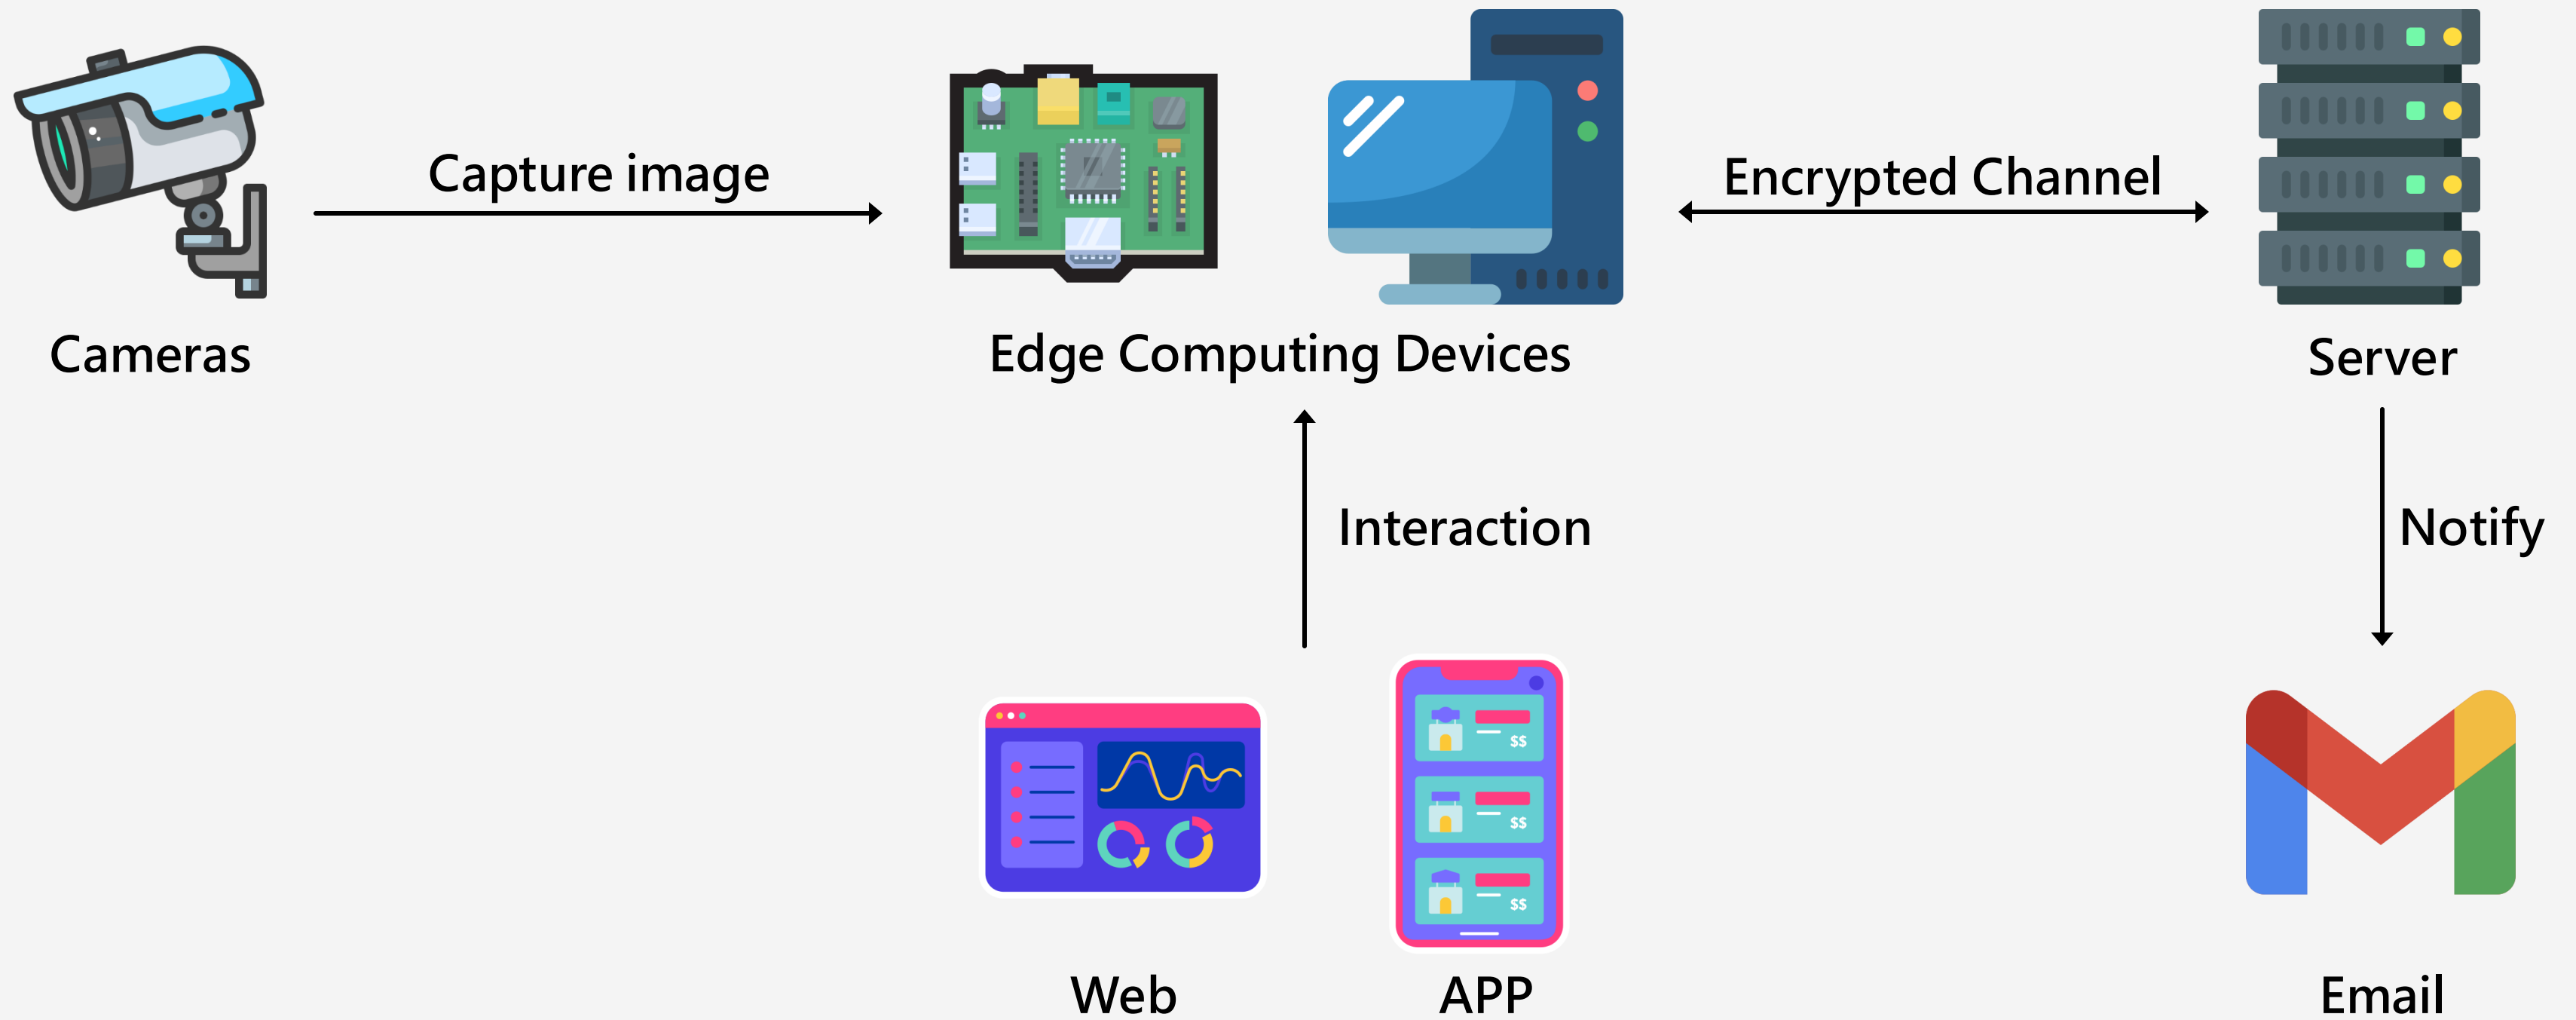 Capture image
Encrypted Channel
Cameras
Edge Computing Devices
Server
Interaction
Notify
$$
$$
$$
Web
APP
Email